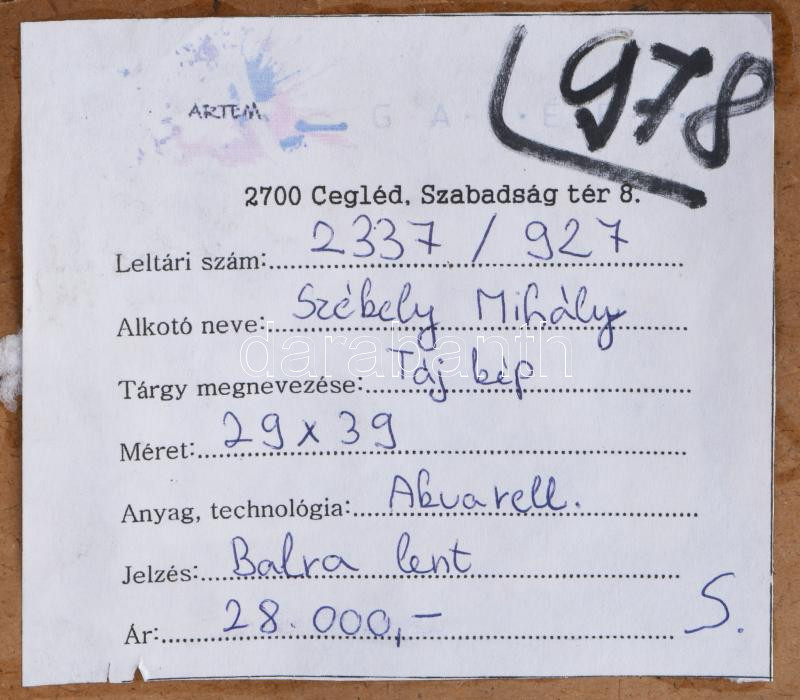 978
ARTEM
2700 Cegléd, Szabadság tér 8.
Leltári szám: 2337 / 927
Alkotó neve: Székely Mihály
Tárgy megnevezése: Táj kép
darabanth
Méret: 29 x 39
Anyag, technológia: Akvarell.
Jelzés: Balra lent
Ár: 28.000,-
S.